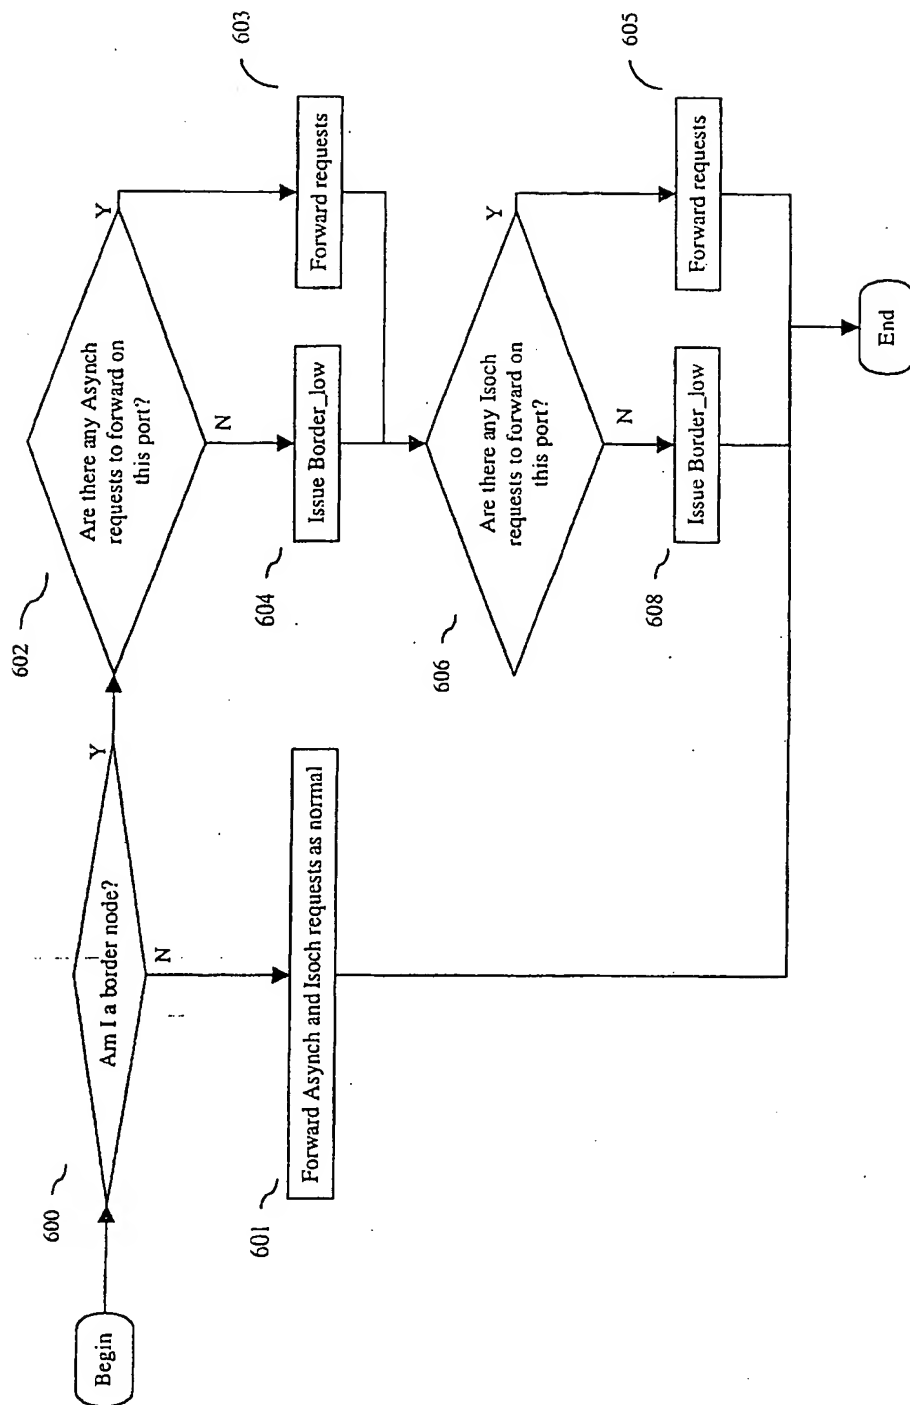 Begin
600
Am I a border node?
Y
N
601
Forward Asynch and Isoch requests as normal
602
Are there any Asynch
requests to forward on
this port?
Y
N
603
Forward requests
604
Issue Border_low
606
Are there any Isoch
requests to forward on
this port?
Y
N
605
Forward requests
608
Issue Border_low
End